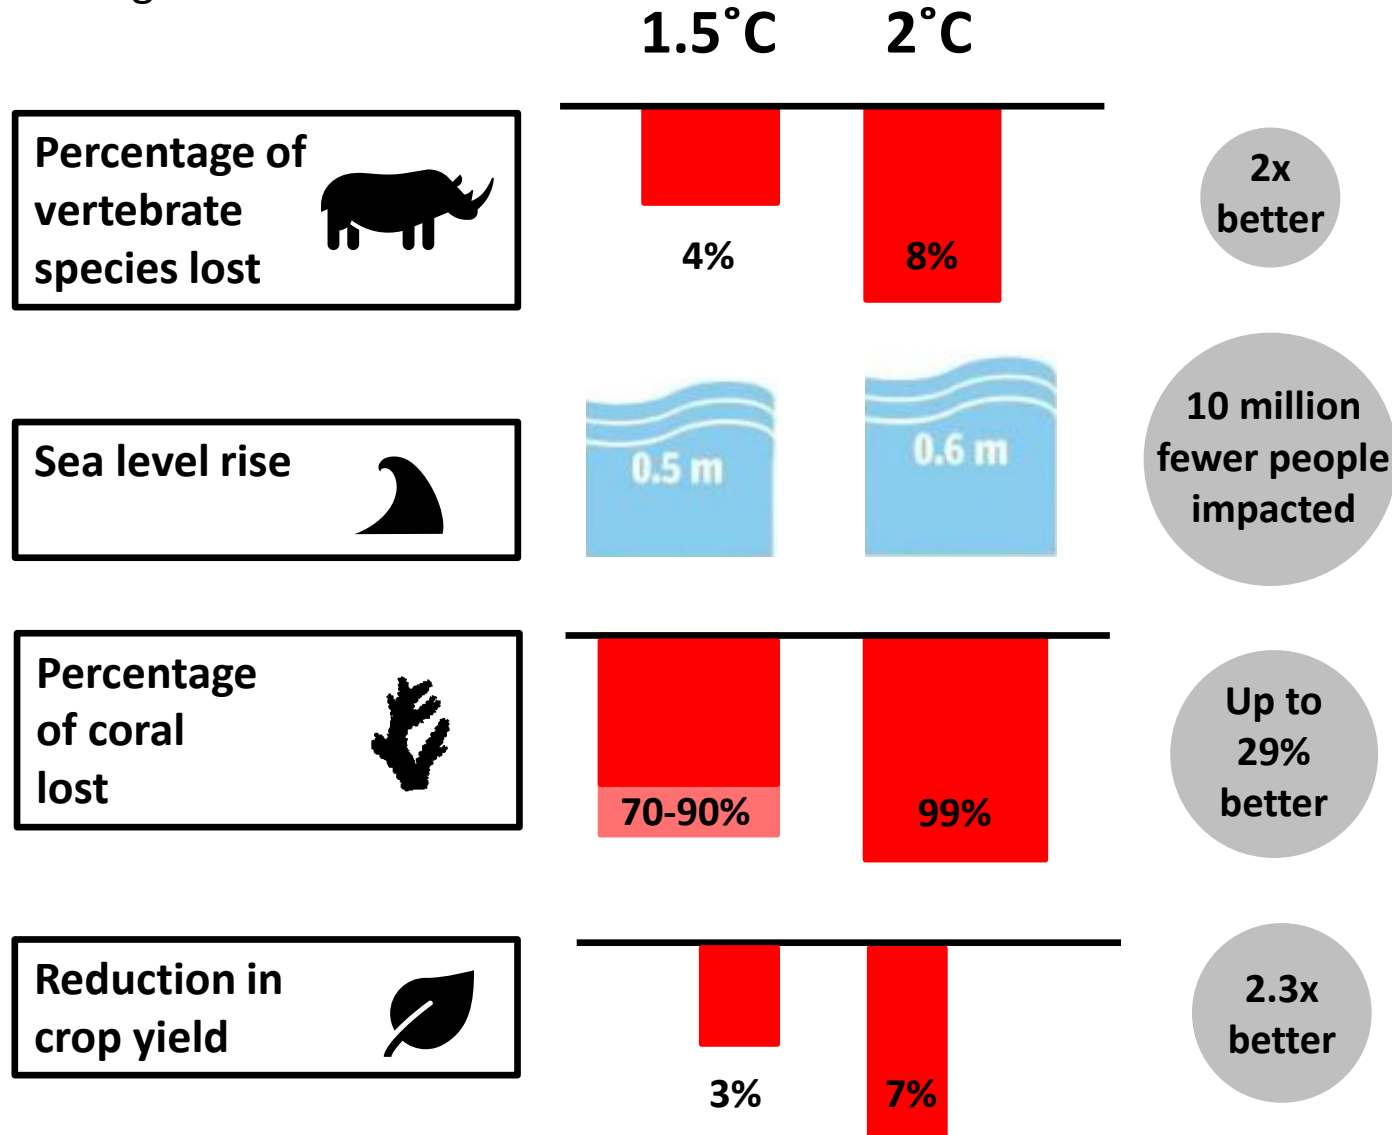 1.5˚C 2˚C
Percentage of
vertebrate
species lost
4%
8%
2x
better
Sea level rise
0.5 m
0.6 m
10 million
fewer people
impacted
Percentage
of coral
lost
70-90%
99%
Up to
29%
better
Reduction in
crop yield
3%
7%
2.3x
better